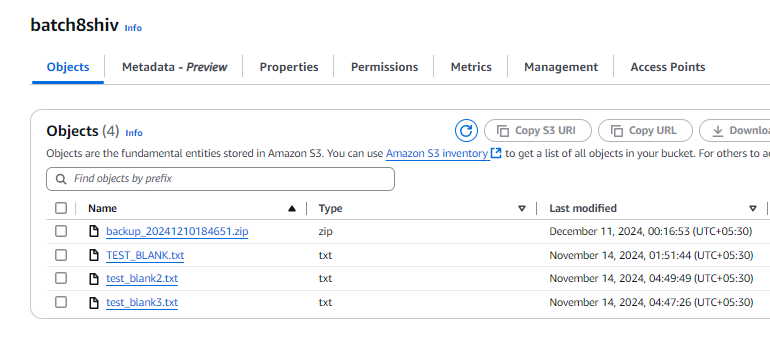 batch8shiv Info
Objects Metadata - Preview Properties Permissions Metrics Management Access Points
Objects (4) Info Copy S3 URI Copy URL Downloa
Objects are the fundamental entities stored in Amazon S3. You can use Amazon S3 inventory to get a list of all objects in your bucket. For others to a
Find objects by prefix
Name Type Last modified
backup_20241210184651.zip zip December 11, 2024, 00:16:53 (UTC+05:30)
TEST_BLANK.txt txt November 14, 2024, 01:51:44 (UTC+05:30)
test_blank2.txt txt November 14, 2024, 04:49:49 (UTC+05:30)
test_blank3.txt txt November 14, 2024, 04:47:26 (UTC+05:30)